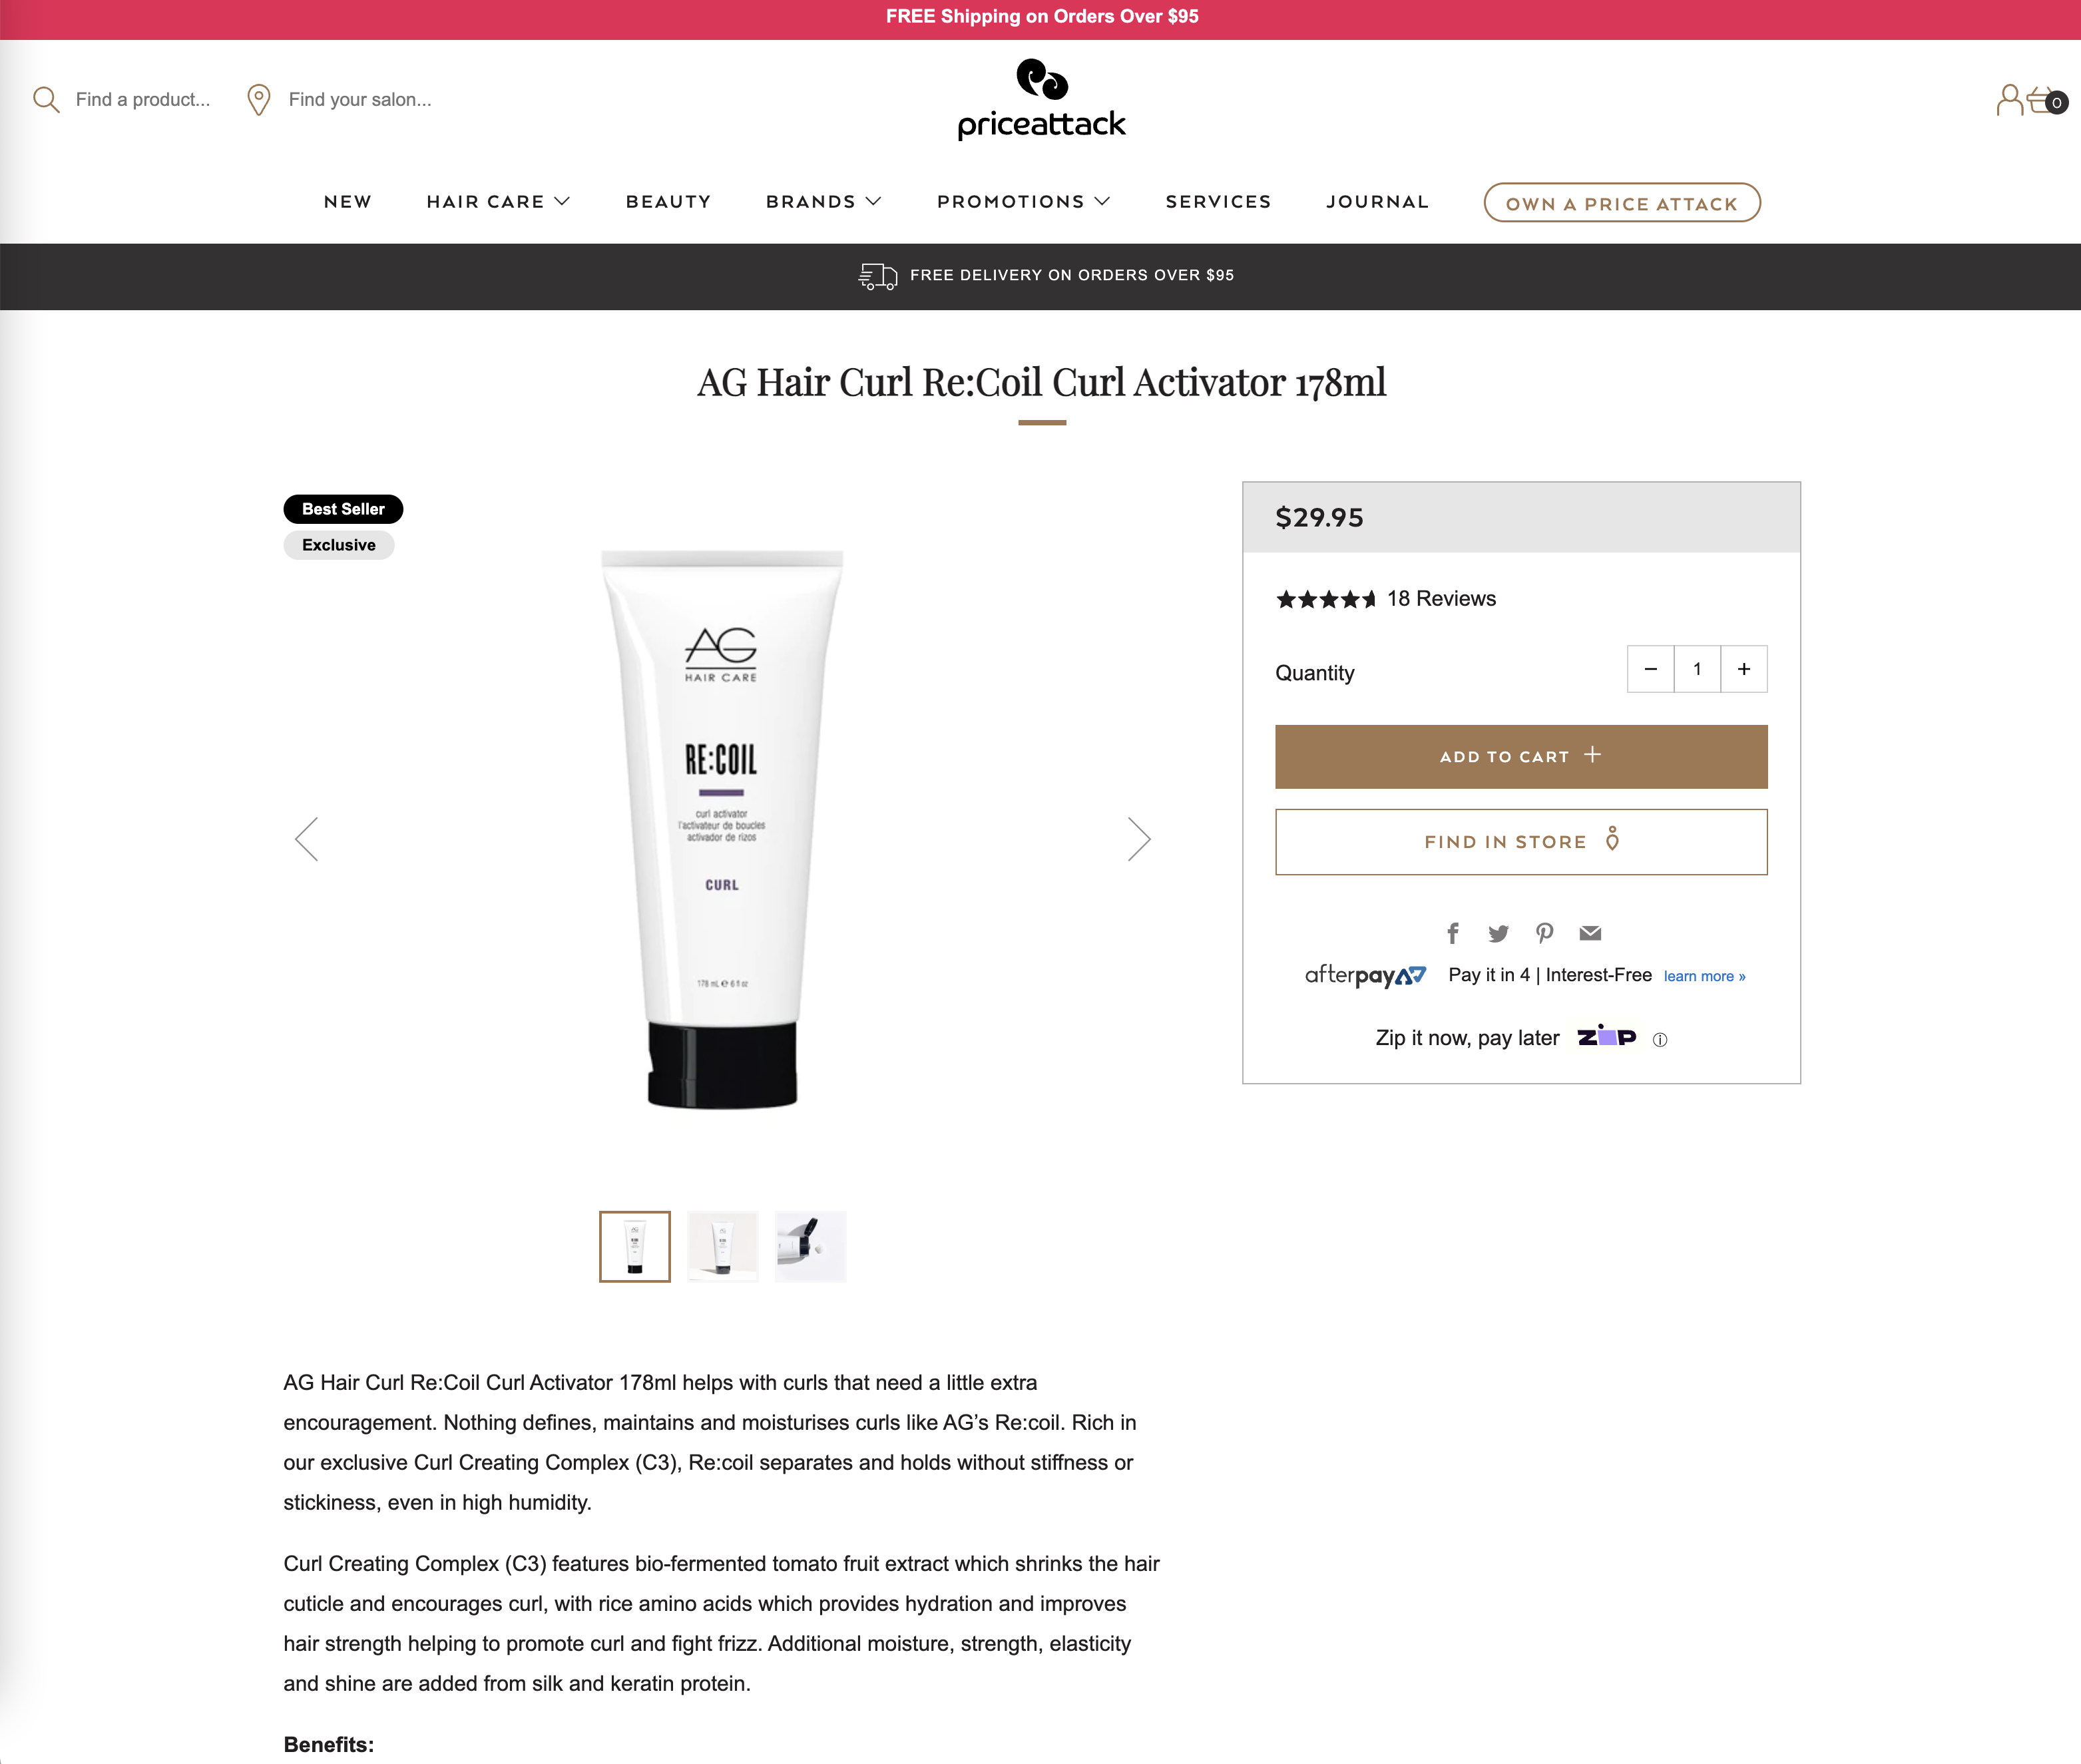 FREE Shipping on Orders Over $95
Find a product...
Find your salon...
priceattack
0
NEW
HAIR CARE
BEAUTY
BRANDS
PROMOTIONS
SERVICES
JOURNAL
OWN A PRICE ATTACK
FREE DELIVERY ON ORDERS OVER $95
AG Hair Curl Re:Coil Curl Activator 178ml
Best Seller
Exclusive
AG
HAIR CARE
RE:COIL
curl activator
l'activateur de boucles
activador de rizos
CURL
178 mL ℮ 6 fl oz
$29.95
18 Reviews
Quantity
− 1 +
ADD TO CART +
FIND IN STORE
afterpay Pay it in 4 | Interest-Free learn more »
Zip it now, pay later zip ⓘ
AG Hair Curl Re:Coil Curl Activator 178ml helps with curls that need a little extra
encouragement. Nothing defines, maintains and moisturises curls like AG’s Re:coil. Rich in
our exclusive Curl Creating Complex (C3), Re:coil separates and holds without stiffness or
stickiness, even in high humidity.
Curl Creating Complex (C3) features bio-fermented tomato fruit extract which shrinks the hair
cuticle and encourages curl, with rice amino acids which provides hydration and improves
hair strength helping to promote curl and fight frizz. Additional moisture, strength, elasticity
and shine are added from silk and keratin protein.
Benefits: